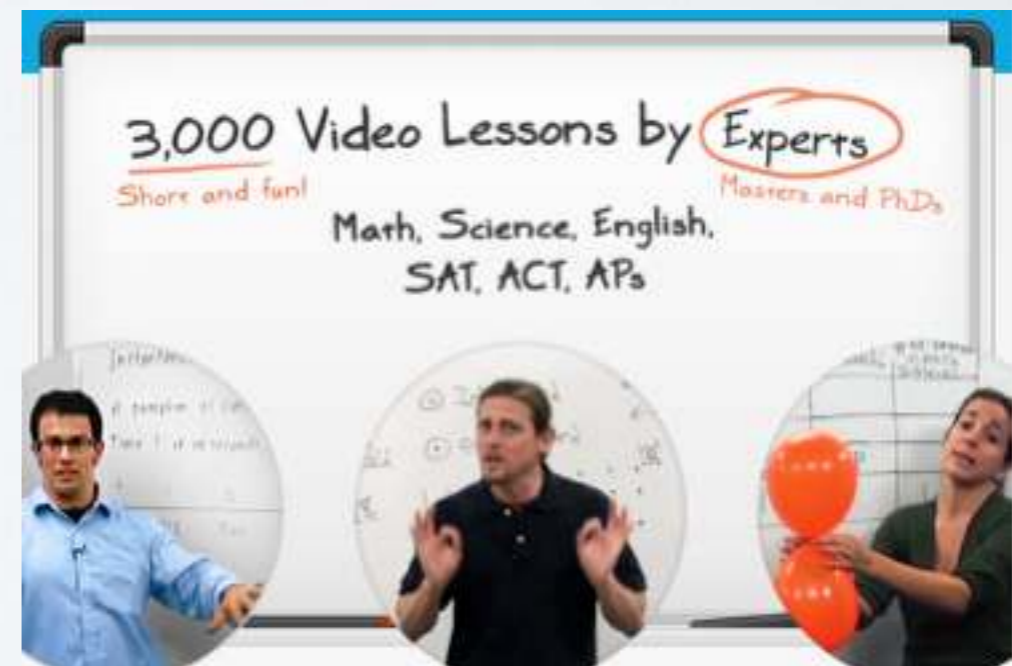 3,000 Video Lessons by Experts
Short and fun!
Masters and PhDs
Math, Science, English,
SAT, ACT, APs